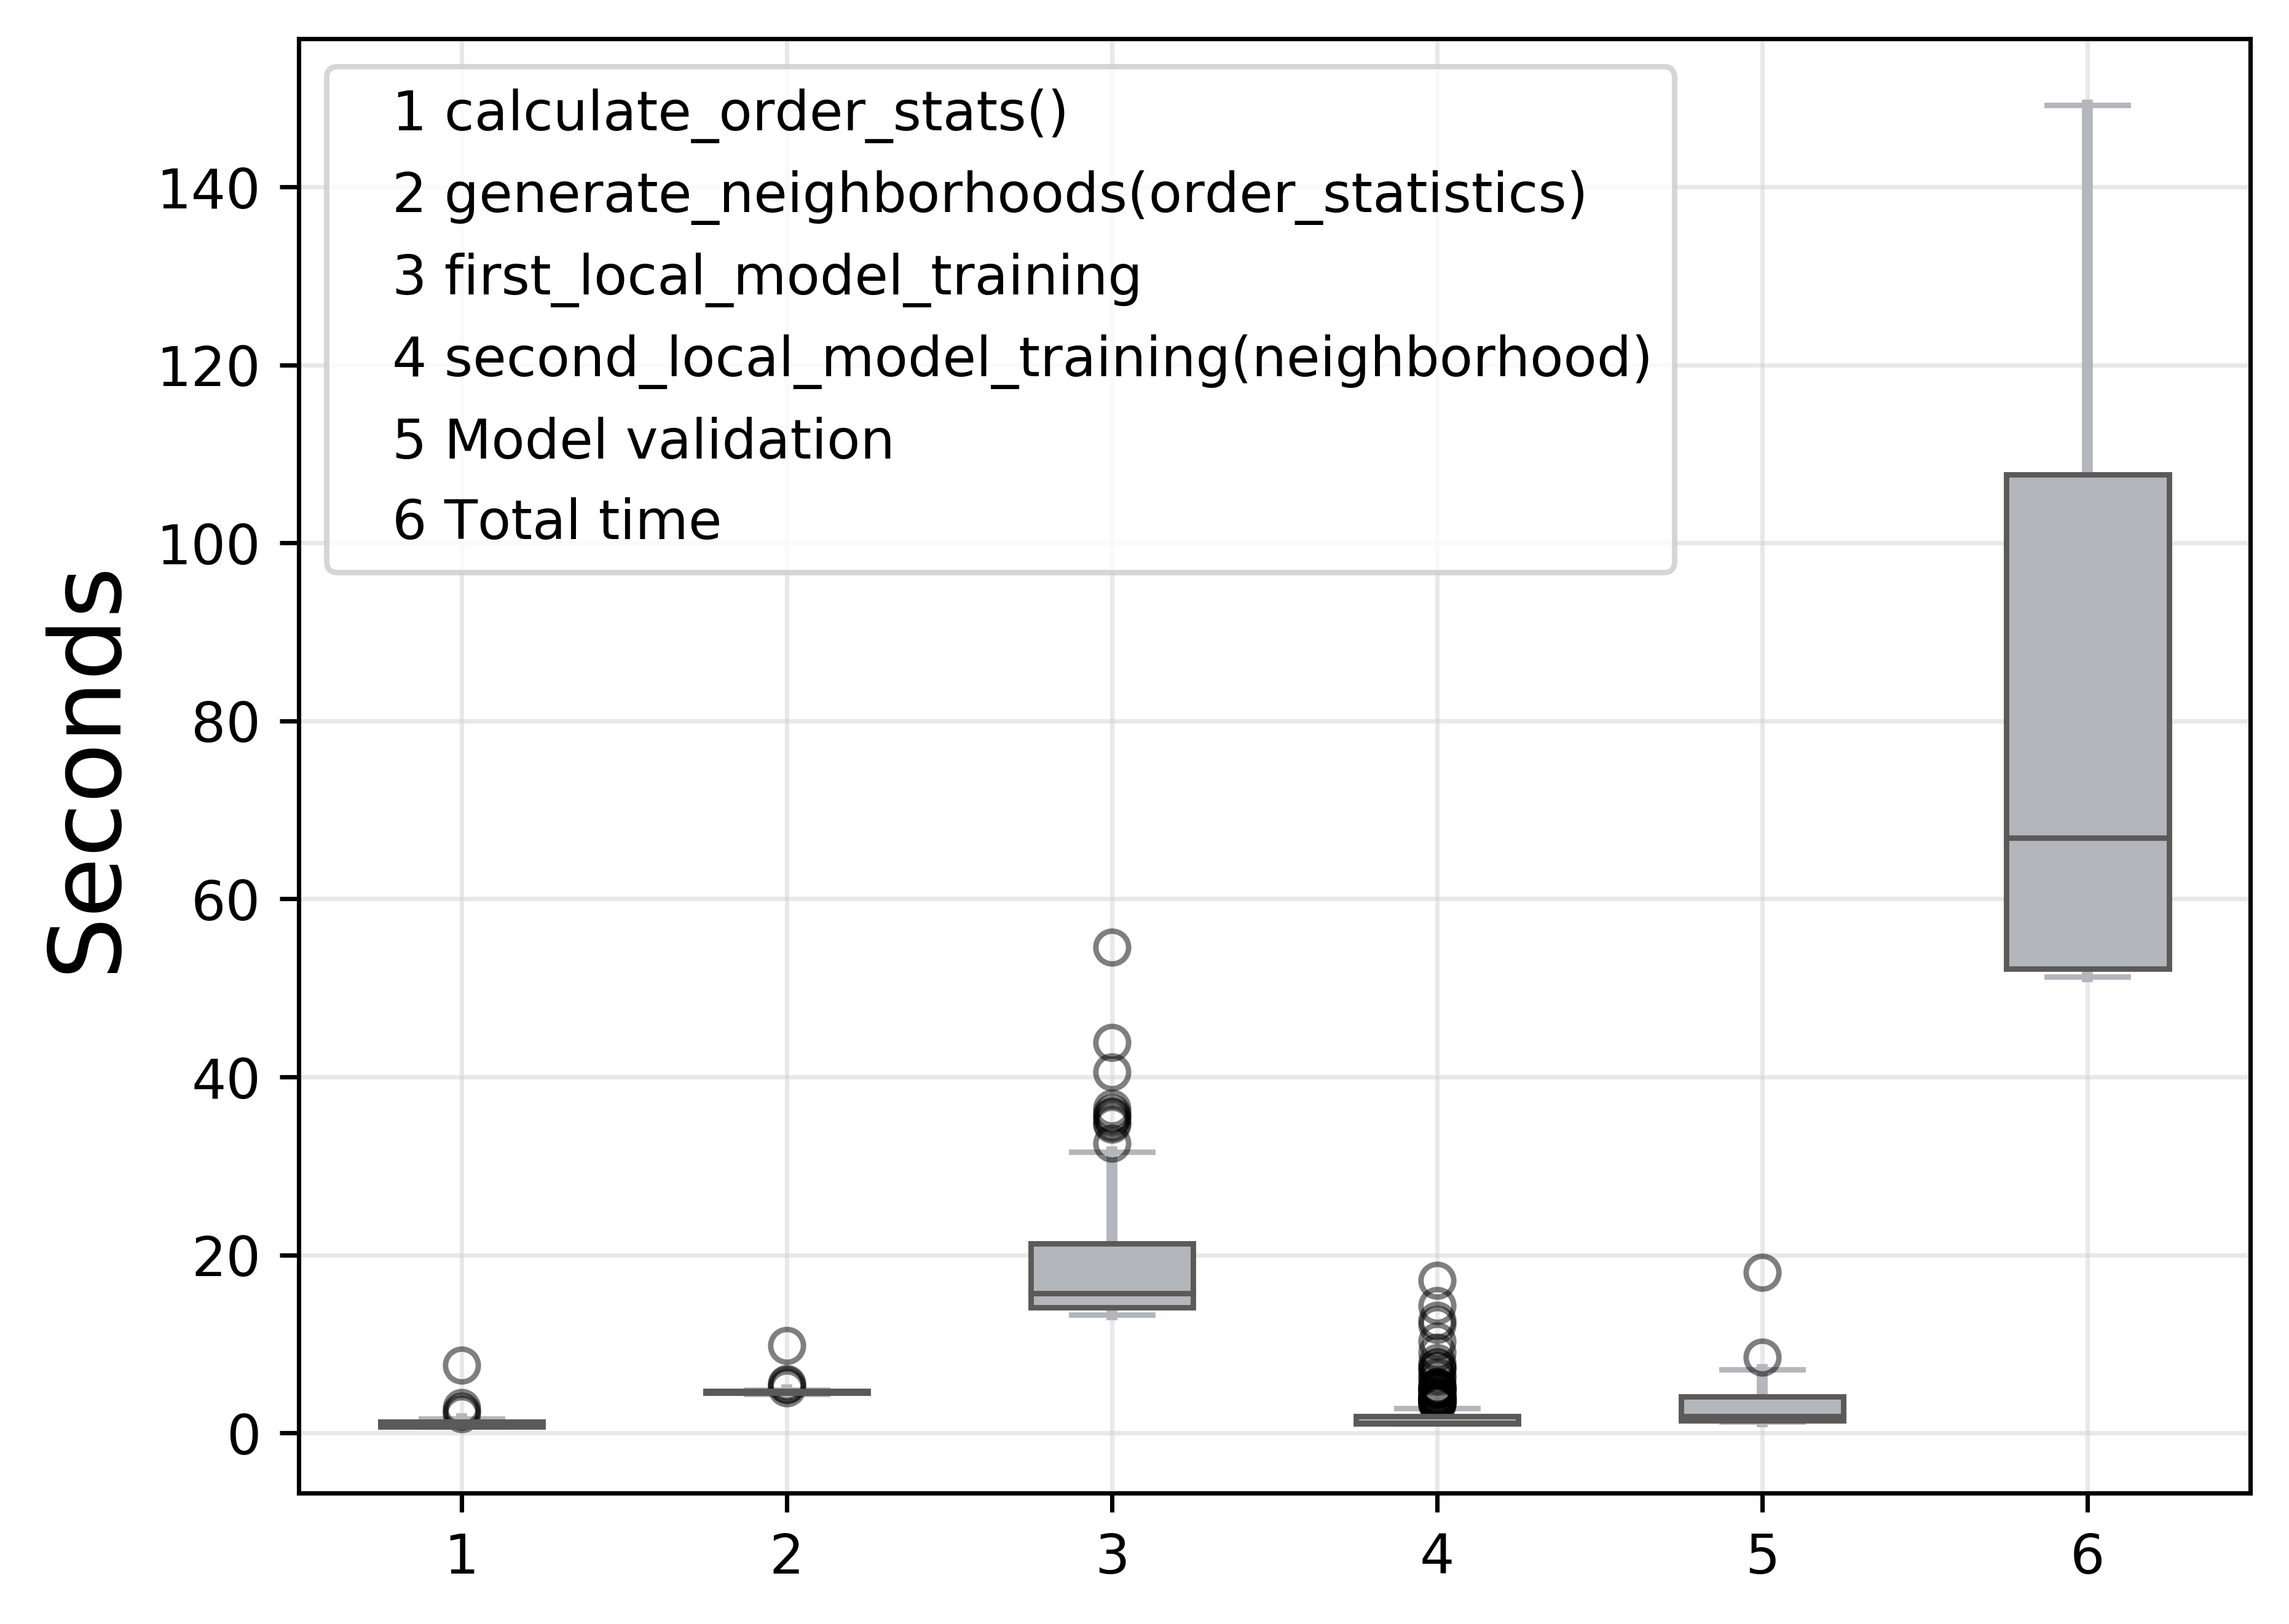 1 calculate_order_stats()
2 generate_neighborhoods(order_statistics)
3 first_local_model_training
4 second_local_model_training(neighborhood)
5 Model validation
6 Total time
Seconds
140
120
100
80
60
40
20
0
1 2 3 4 5 6